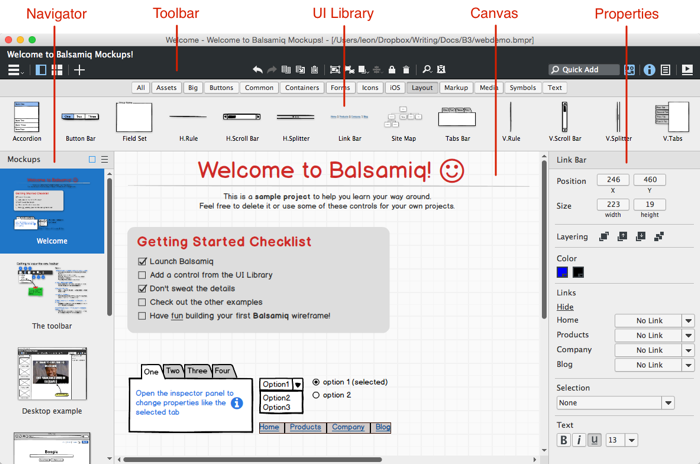 Navigator Toolbar UI Library Canvas Properties
Welcome - Welcome to Balsamiq Mockups! - [/Users/leon/Dropbox/Writing/Docs/B3/webdemo.bmpr]
Welcome to Balsamiq Mockups!
Quick Add
All Assets Big Buttons Common Containers Forms Icons iOS Layout Markup Media Symbols Text
Accordion Button Bar Field Set H.Rule H.Scroll Bar H.Splitter Link Bar Site Map Tabs Bar V.Rule V.Scroll Bar V.Splitter V.Tabs
Mockups
Welcome
The toolbar
Desktop example
Welcome to Balsamiq!
This is a sample project to help you learn your way around.
Feel free to delete it or use some of these controls for your own projects.
Getting Started Checklist
Launch Balsamiq
Add a control from the UI Library
Don't sweat the details
Check out the other examples
Have fun building your first Balsamiq wireframe!
One Two Three Four
Open the inspector panel to
change properties like the
selected tab
Option1
Option2
Option3
option 1 (selected)
option 2
Home Products Company Blog
Link Bar
Position 246 460
X Y
Size 223 19
width height
Layering
Color
Links
Hide
Home No Link
Products No Link
Company No Link
Blog No Link
Selection
None
Text
B i u 13